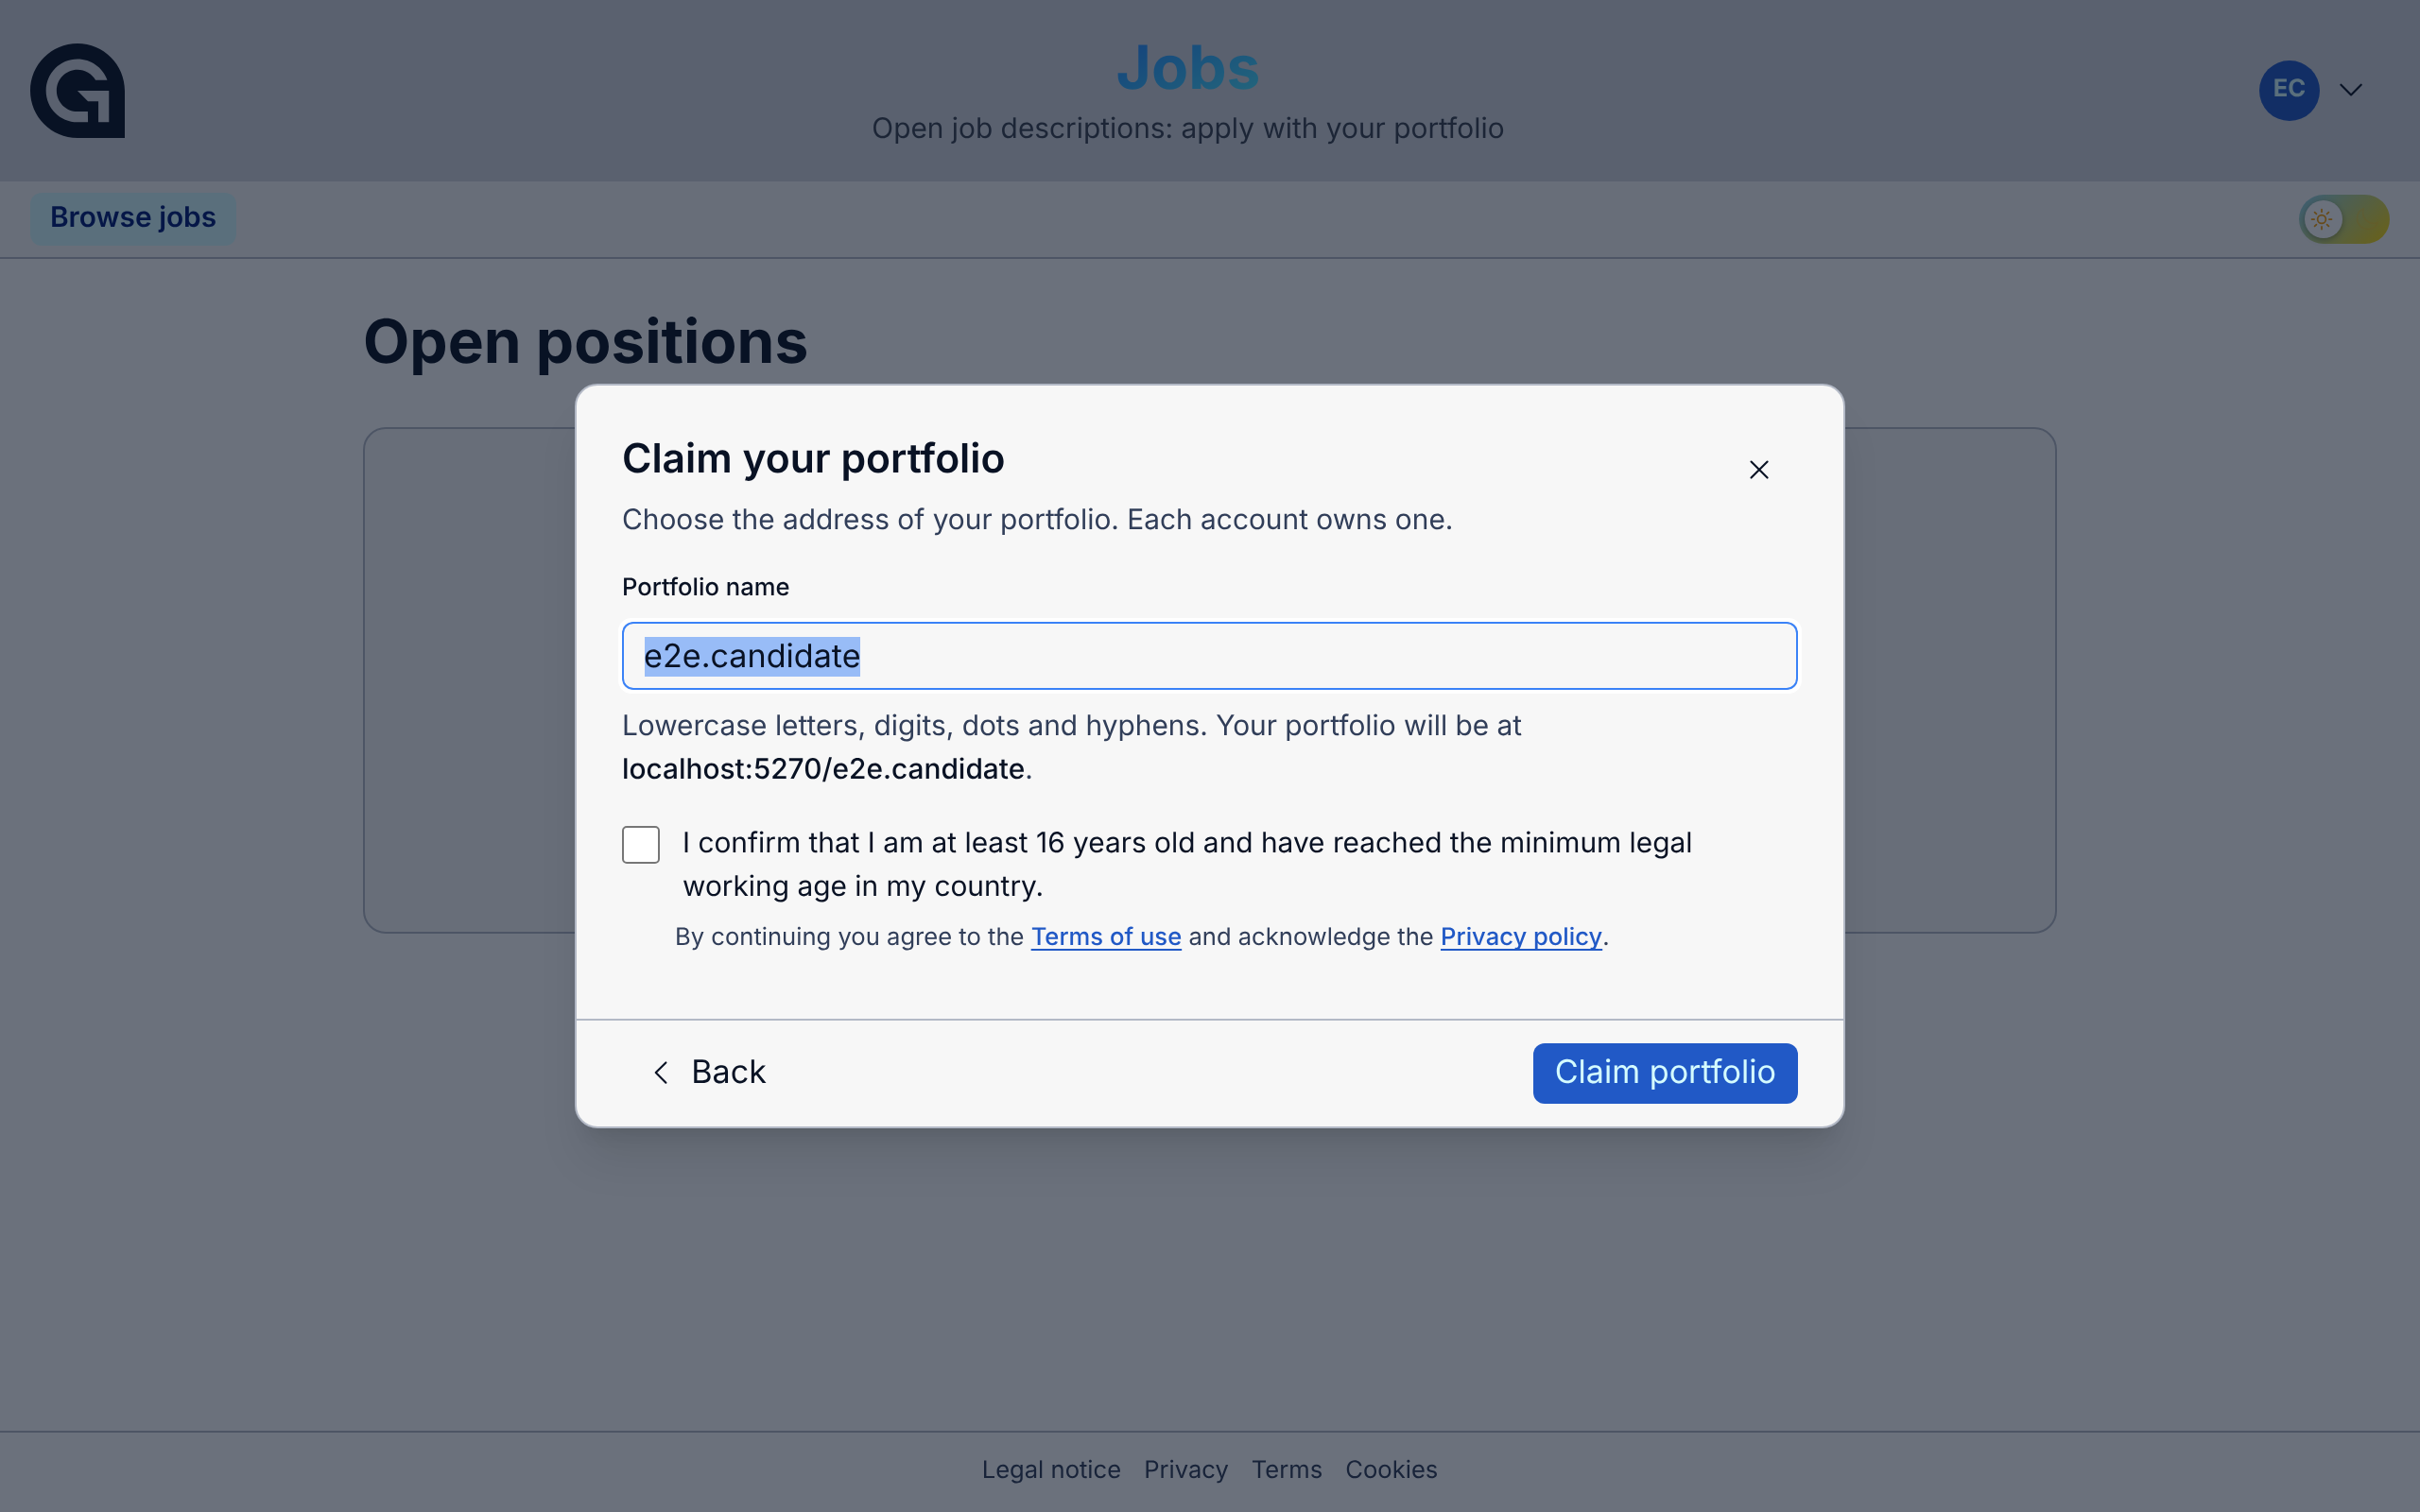 Jobs
Open job descriptions: apply with your portfolio
EC
Browse jobs
Open positions
Claim your portfolio
Choose the address of your portfolio. Each account owns one.
Portfolio name
e2e.candidate
Lowercase letters, digits, dots and hyphens. Your portfolio will be at
localhost:5270/e2e.candidate.
I confirm that I am at least 16 years old and have reached the minimum legal
working age in my country.
By continuing you agree to the Terms of use and acknowledge the Privacy policy.
Back
Claim portfolio
Legal notice Privacy Terms Cookies